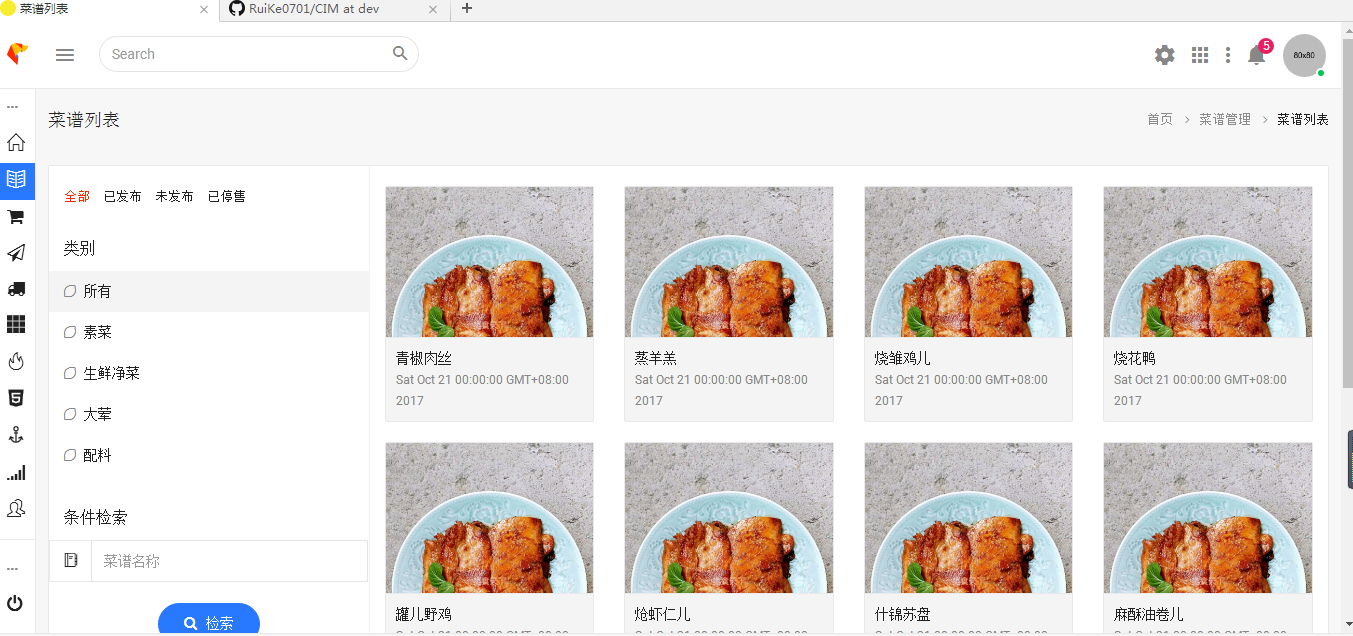 菜谱列表
RuiKe0701/CIM at dev
Search
5
80x80
菜谱列表
首页 > 菜谱管理 > 菜谱列表
全部 已发布 未发布 已停售
类别
所有
素菜
生鲜净菜
大荤
配料
条件检索
菜谱名称
检索
青椒肉丝
Sat Oct 21 00:00:00 GMT+08:00
2017
蒸羊羔
Sat Oct 21 00:00:00 GMT+08:00
2017
烧雏鸡儿
Sat Oct 21 00:00:00 GMT+08:00
2017
烧花鸭
Sat Oct 21 00:00:00 GMT+08:00
2017
罐儿野鸡
烩虾仁儿
什锦苏盘
麻酥油卷儿